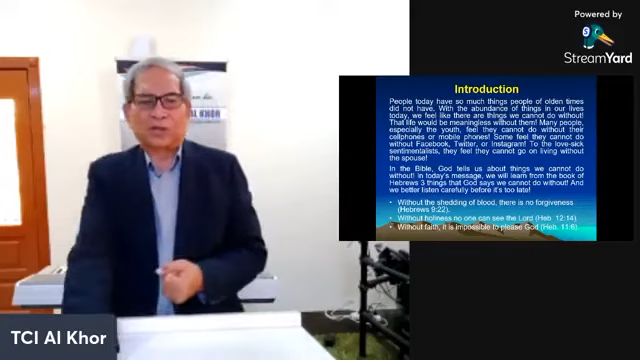 Powered by
StreamYard
AL KHOR
Introduction
People today have so much things people of olden times
did not have. With the abundance of things in our lives
today, we feel like there are things we cannot do without!
That life would be meaningless without them! Many people,
especially the youth, feel they cannot do without their
cellphones or mobile phones! Some feel they cannot do
without Facebook, Twitter, or Instagram! To the love-sick
sentimentalists, they feel they cannot go on living without
the spouse!
In the Bible, God tells us about things we cannot do
without! In today's message, we will learn from the book of
Hebrews 3 things that God says we cannot do without! And
we better listen carefully before it's too late!
• Without the shedding of blood, there is no forgiveness
(Hebrews 9:22).
• Without holiness no one can see the Lord (Heb. 12:14)
• Without faith, it is impossible to please God (Heb. 11:6).
TCI Al Khor